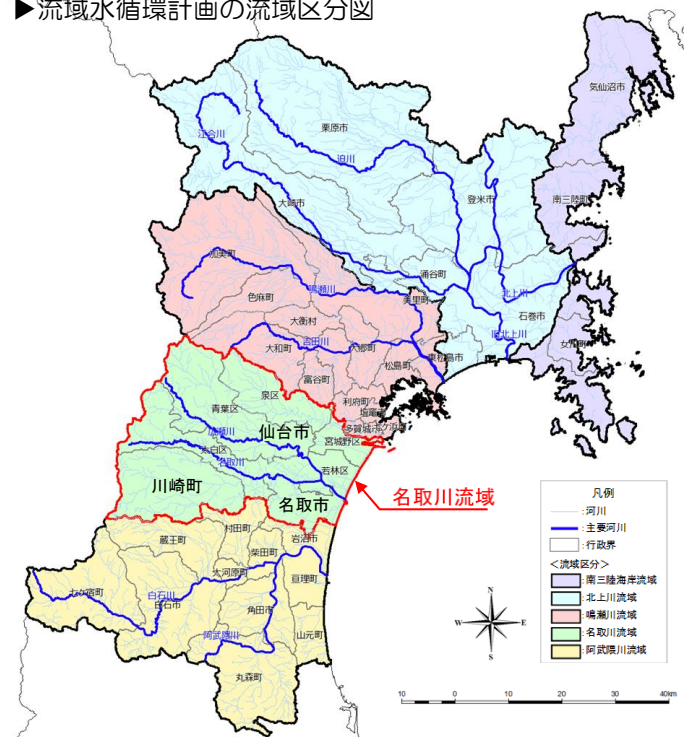 ▶流域水循環計画の流域区分図
気仙沼市
栗原市
江合川
迫川
登米市
南三陸町
大崎市
涌谷町
加美町
鳴瀬川
美里町
北上川
色麻町
石巻市
大衡村
旧北上川
吉田川
女川町
大和町
大郷町
松島町
東松島市
富谷町
利府町
泉区
塩竈市
青葉区
七ヶ浜町
多賀城市
広瀬川
仙台市
宮城野区
太白区
名取川
若林区
川崎町
名取市
名取川流域
村田町
岩沼市
蔵王町
柴田町
大河原町
亘理町
七ヶ宿町
白石川
白石市
角田市
阿武隈川
山元町
丸森町
凡例
:河川
:主要河川
:行政界
<流域区分>
:南三陸海岸流域
:北上川流域
:鳴瀬川流域
:名取川流域
:阿武隈川流域
N
W
E
S
10 0 10 20 30 40km